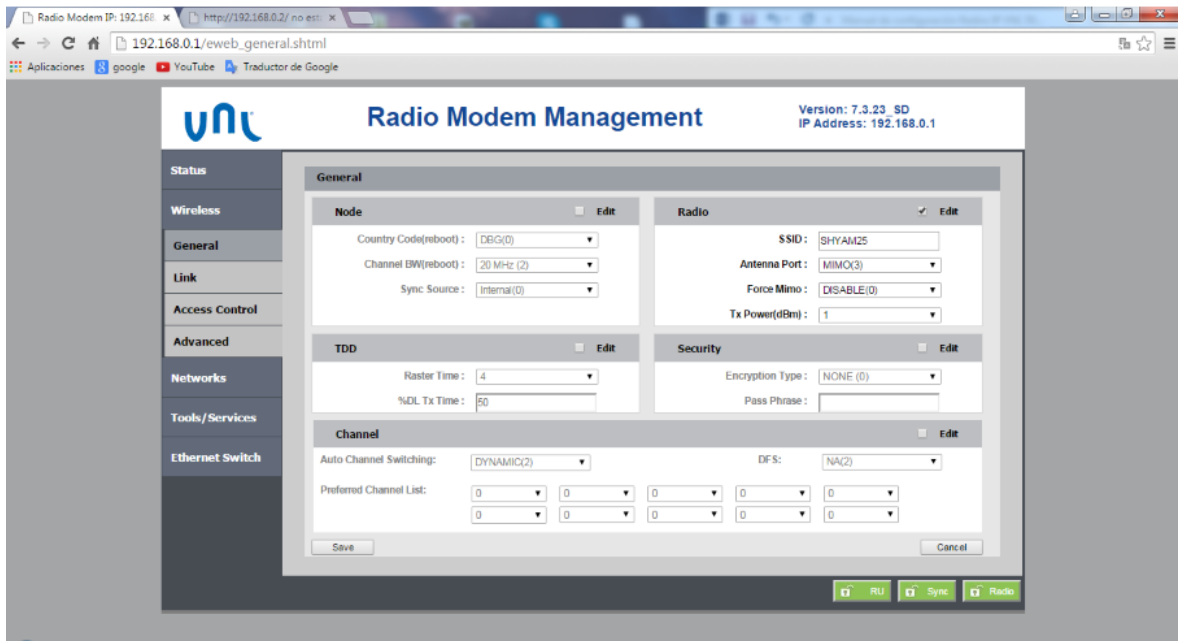 Radio Modem IP: 192.168.
http://192.168.0.2/ no est
192.168.0.1/eweb_general.shtml
Aplicaciones google YouTube Traductor de Google
vnl
Radio Modem Management
Version: 7.3.23_SD
IP Address: 192.168.0.1
Status
Wireless
General
Link
Access Control
Advanced
Networks
Tools/Services
Ethernet Switch
General
Node Edit
Country Code(reboot) : DBG(0)
Channel BW(reboot) : 20 MHz (2)
Sync Source : Internal(0)
Radio Edit
SSID : SHYAM25
Antenna Port : MIMO(3)
Force Mimo : DISABLE(0)
Tx Power(dBm) : 1
TDD Edit
Raster Time : 4
%DL Tx Time : 50
Security Edit
Encryption Type : NONE (0)
Pass Phrase :
Channel Edit
Auto Channel Switching: DYNAMIC(2) DFS: NA(2)
Preferred Channel List: 0 0 0 0 0
0 0 0 0 0
Save Cancel
RU Sync Radio